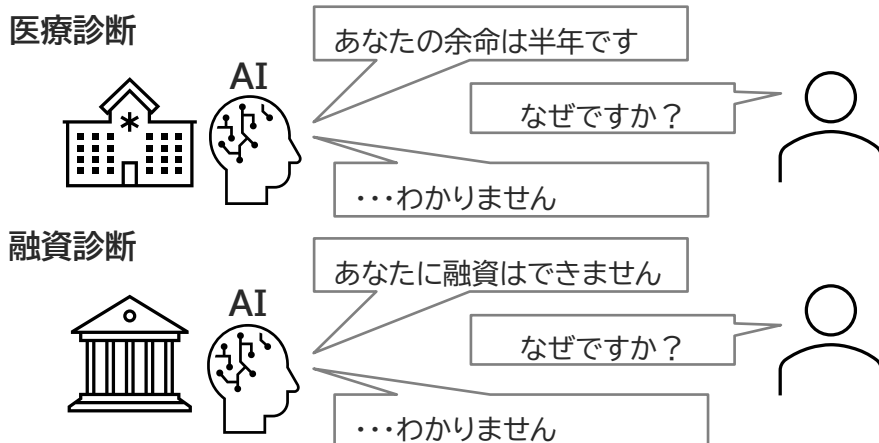 医療診断
あなたの余命は半年です
AI
なぜですか？
・・・わかりません
融資診断
あなたに融資はできません
AI
なぜですか？
・・・わかりません